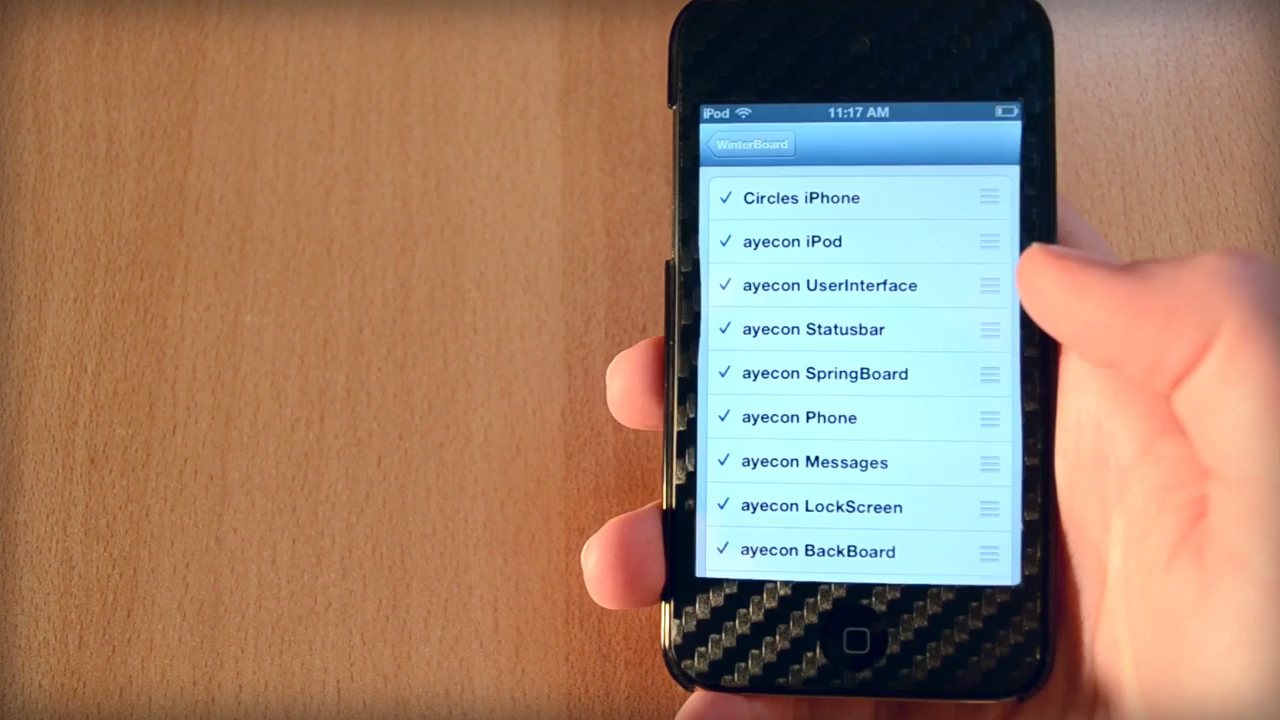 iPod 11:17 AM
WinterBoard
Circles iPhone
ayecon iPod
ayecon UserInterface
ayecon Statusbar
ayecon SpringBoard
ayecon Phone
ayecon Messages
ayecon LockScreen
ayecon BackBoard